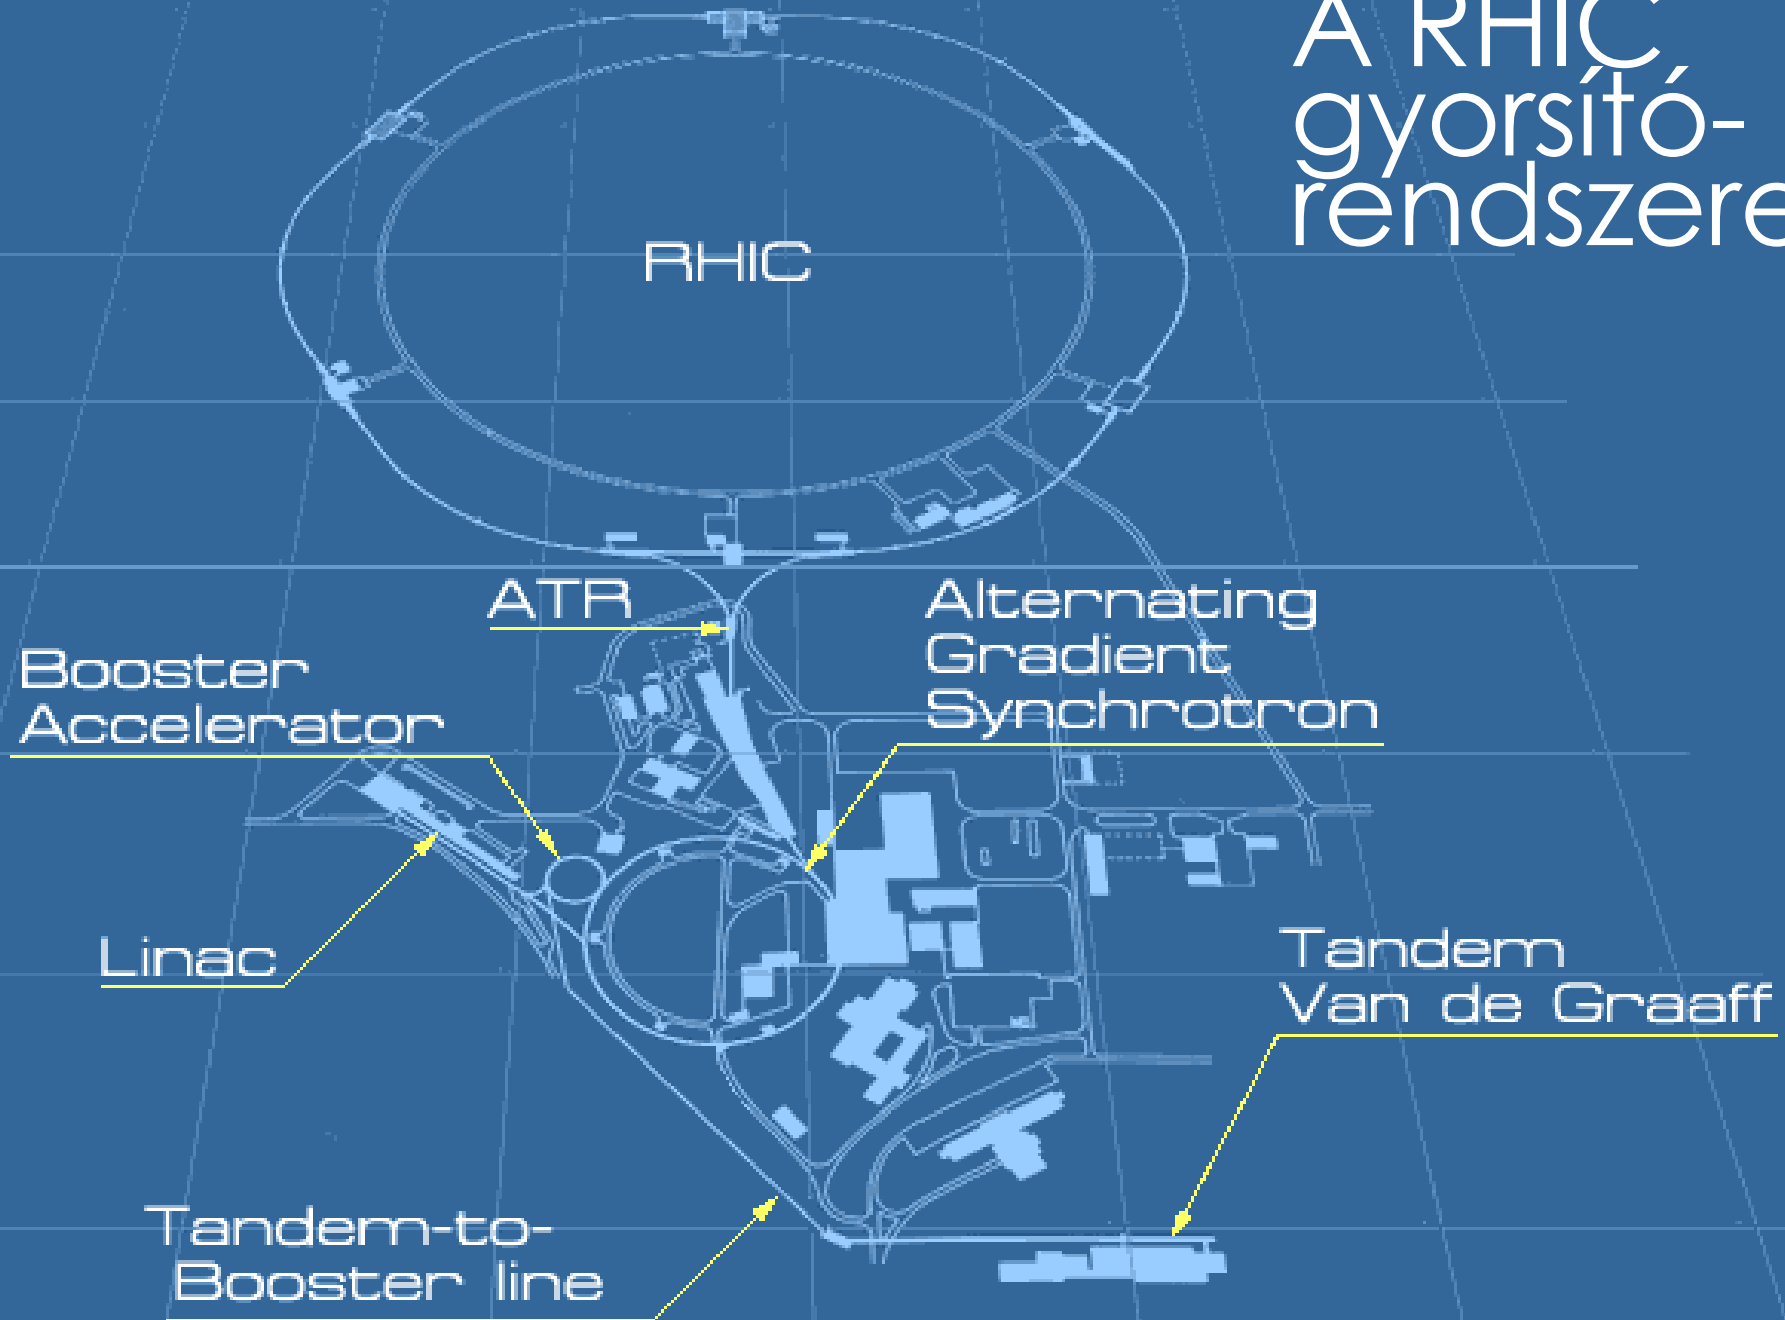 A RHIC
gyorsító-
rendszere
RHIC
ATR
Alternating
Gradient
Synchrotron
Booster
Accelerator
Linac
Tandem
Van de Graaff
Tandem-to-
Booster line